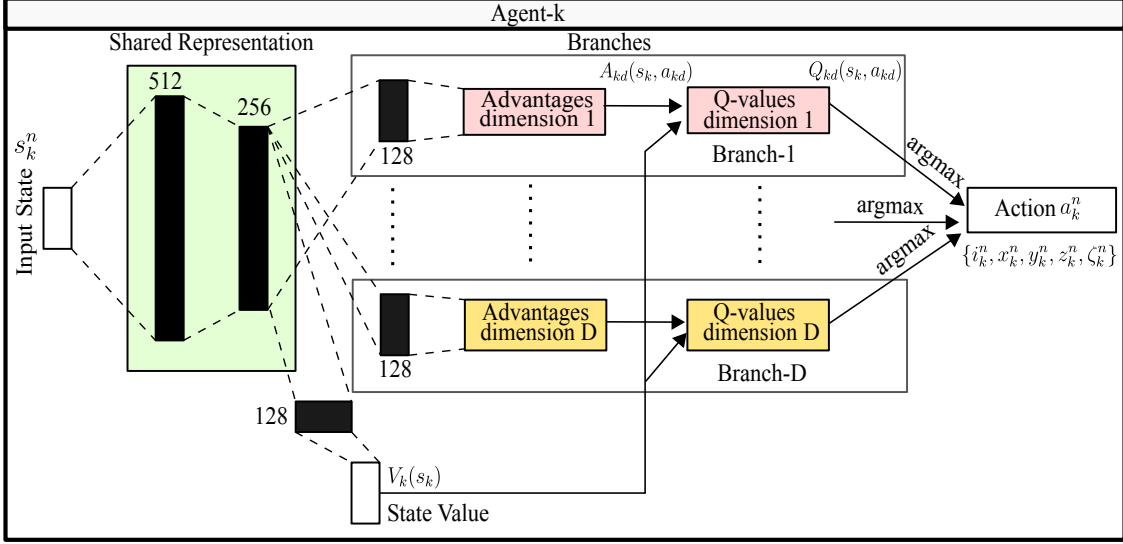 Agent-k
Shared Representation
Branches
512
256
Input State $s_k^n$
128
Advantages
dimension 1
$A_{kd}(s_k, a_{kd})$
Q-values
dimension 1
$Q_{kd}(s_k, a_{kd})$
Branch-1
argmax
argmax
argmax
Action $a_k^n$
$\{i_k^n, x_k^n, y_k^n, z_k^n, \zeta_k^n\}$
128
Advantages
dimension D
Q-values
dimension D
Branch-D
128
$V_k(s_k)$
State Value